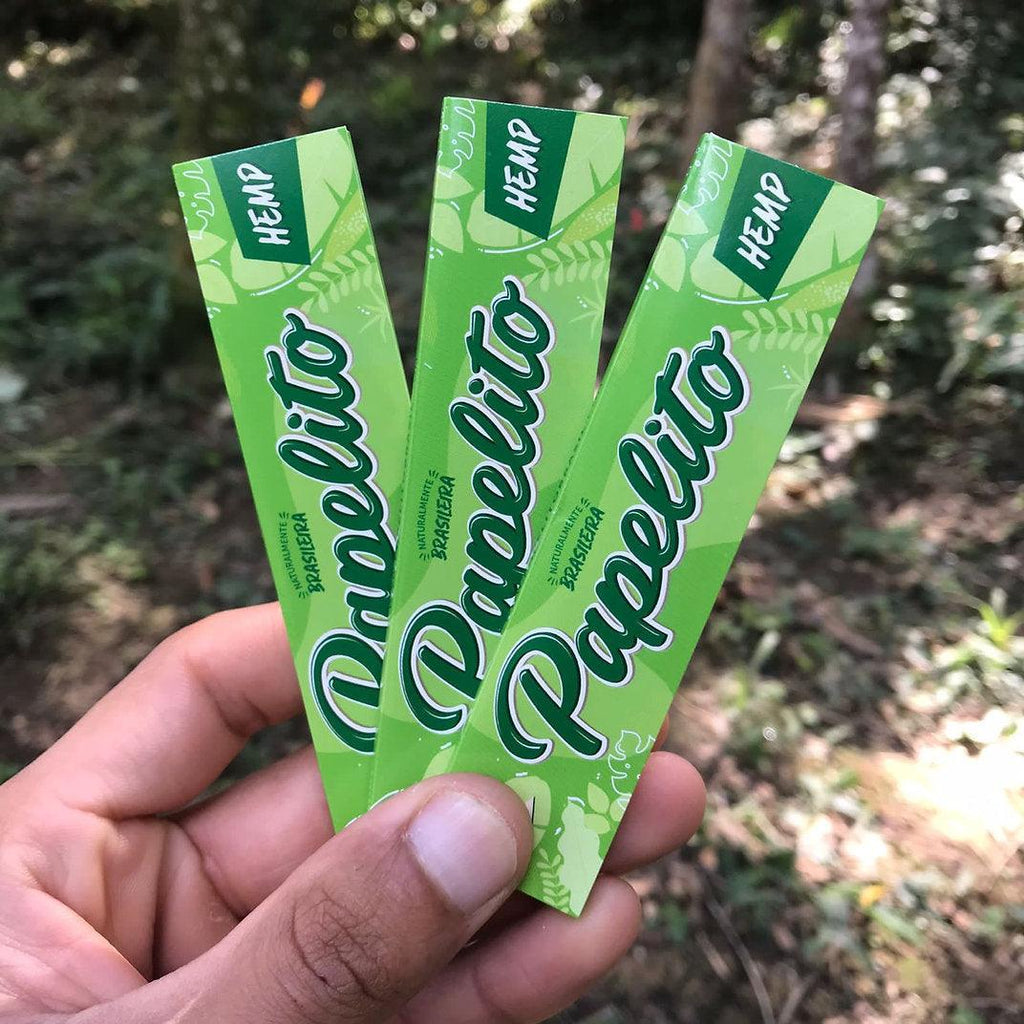 HEMP
Papelito
NATURALMENTE
BRASILEIRA
HEMP
Papelito
NATURALMENTE
BRASILEIRA
HEMP
Papelito
NATURALMENTE
BRASILEIRA